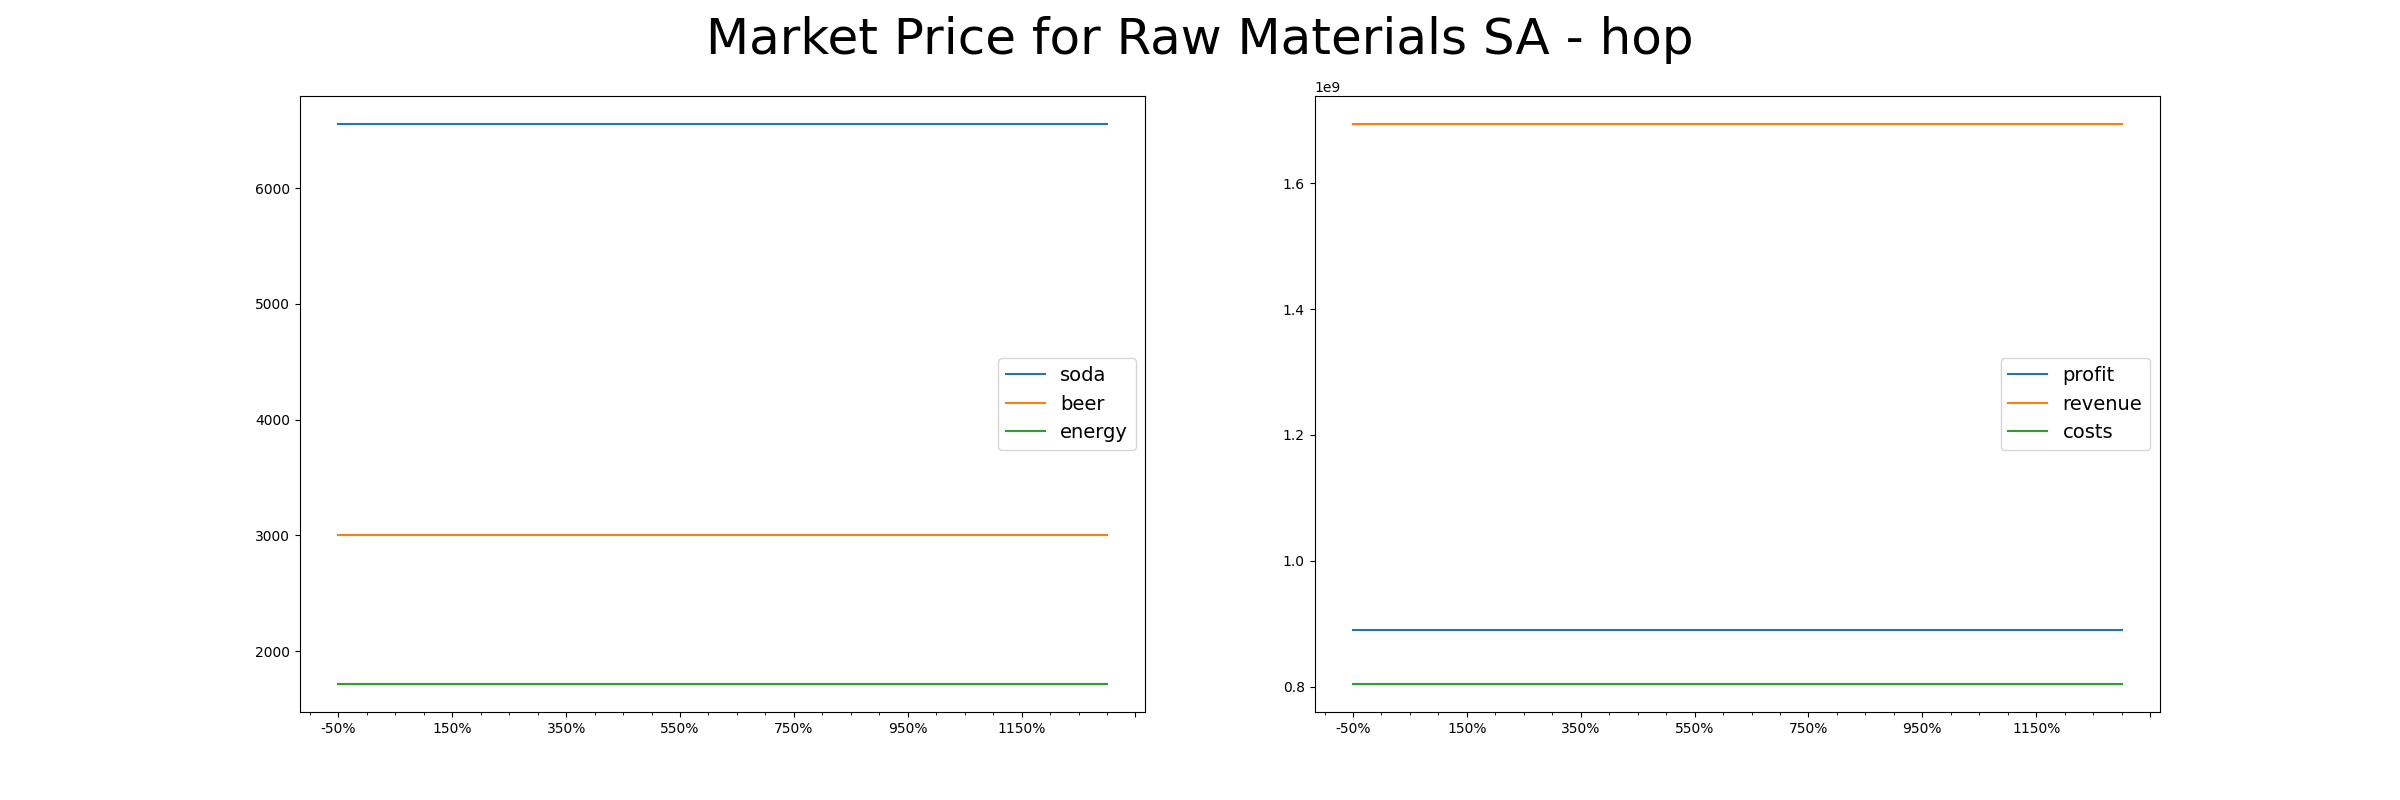 Market Price for Raw Materials SA - hop
6000
5000
4000
3000
2000
-50% 150% 350% 550% 750% 950% 1150%
soda
beer
energy
1e9
1.6
1.4
1.2
1.0
0.8
-50% 150% 350% 550% 750% 950% 1150%
profit
revenue
costs